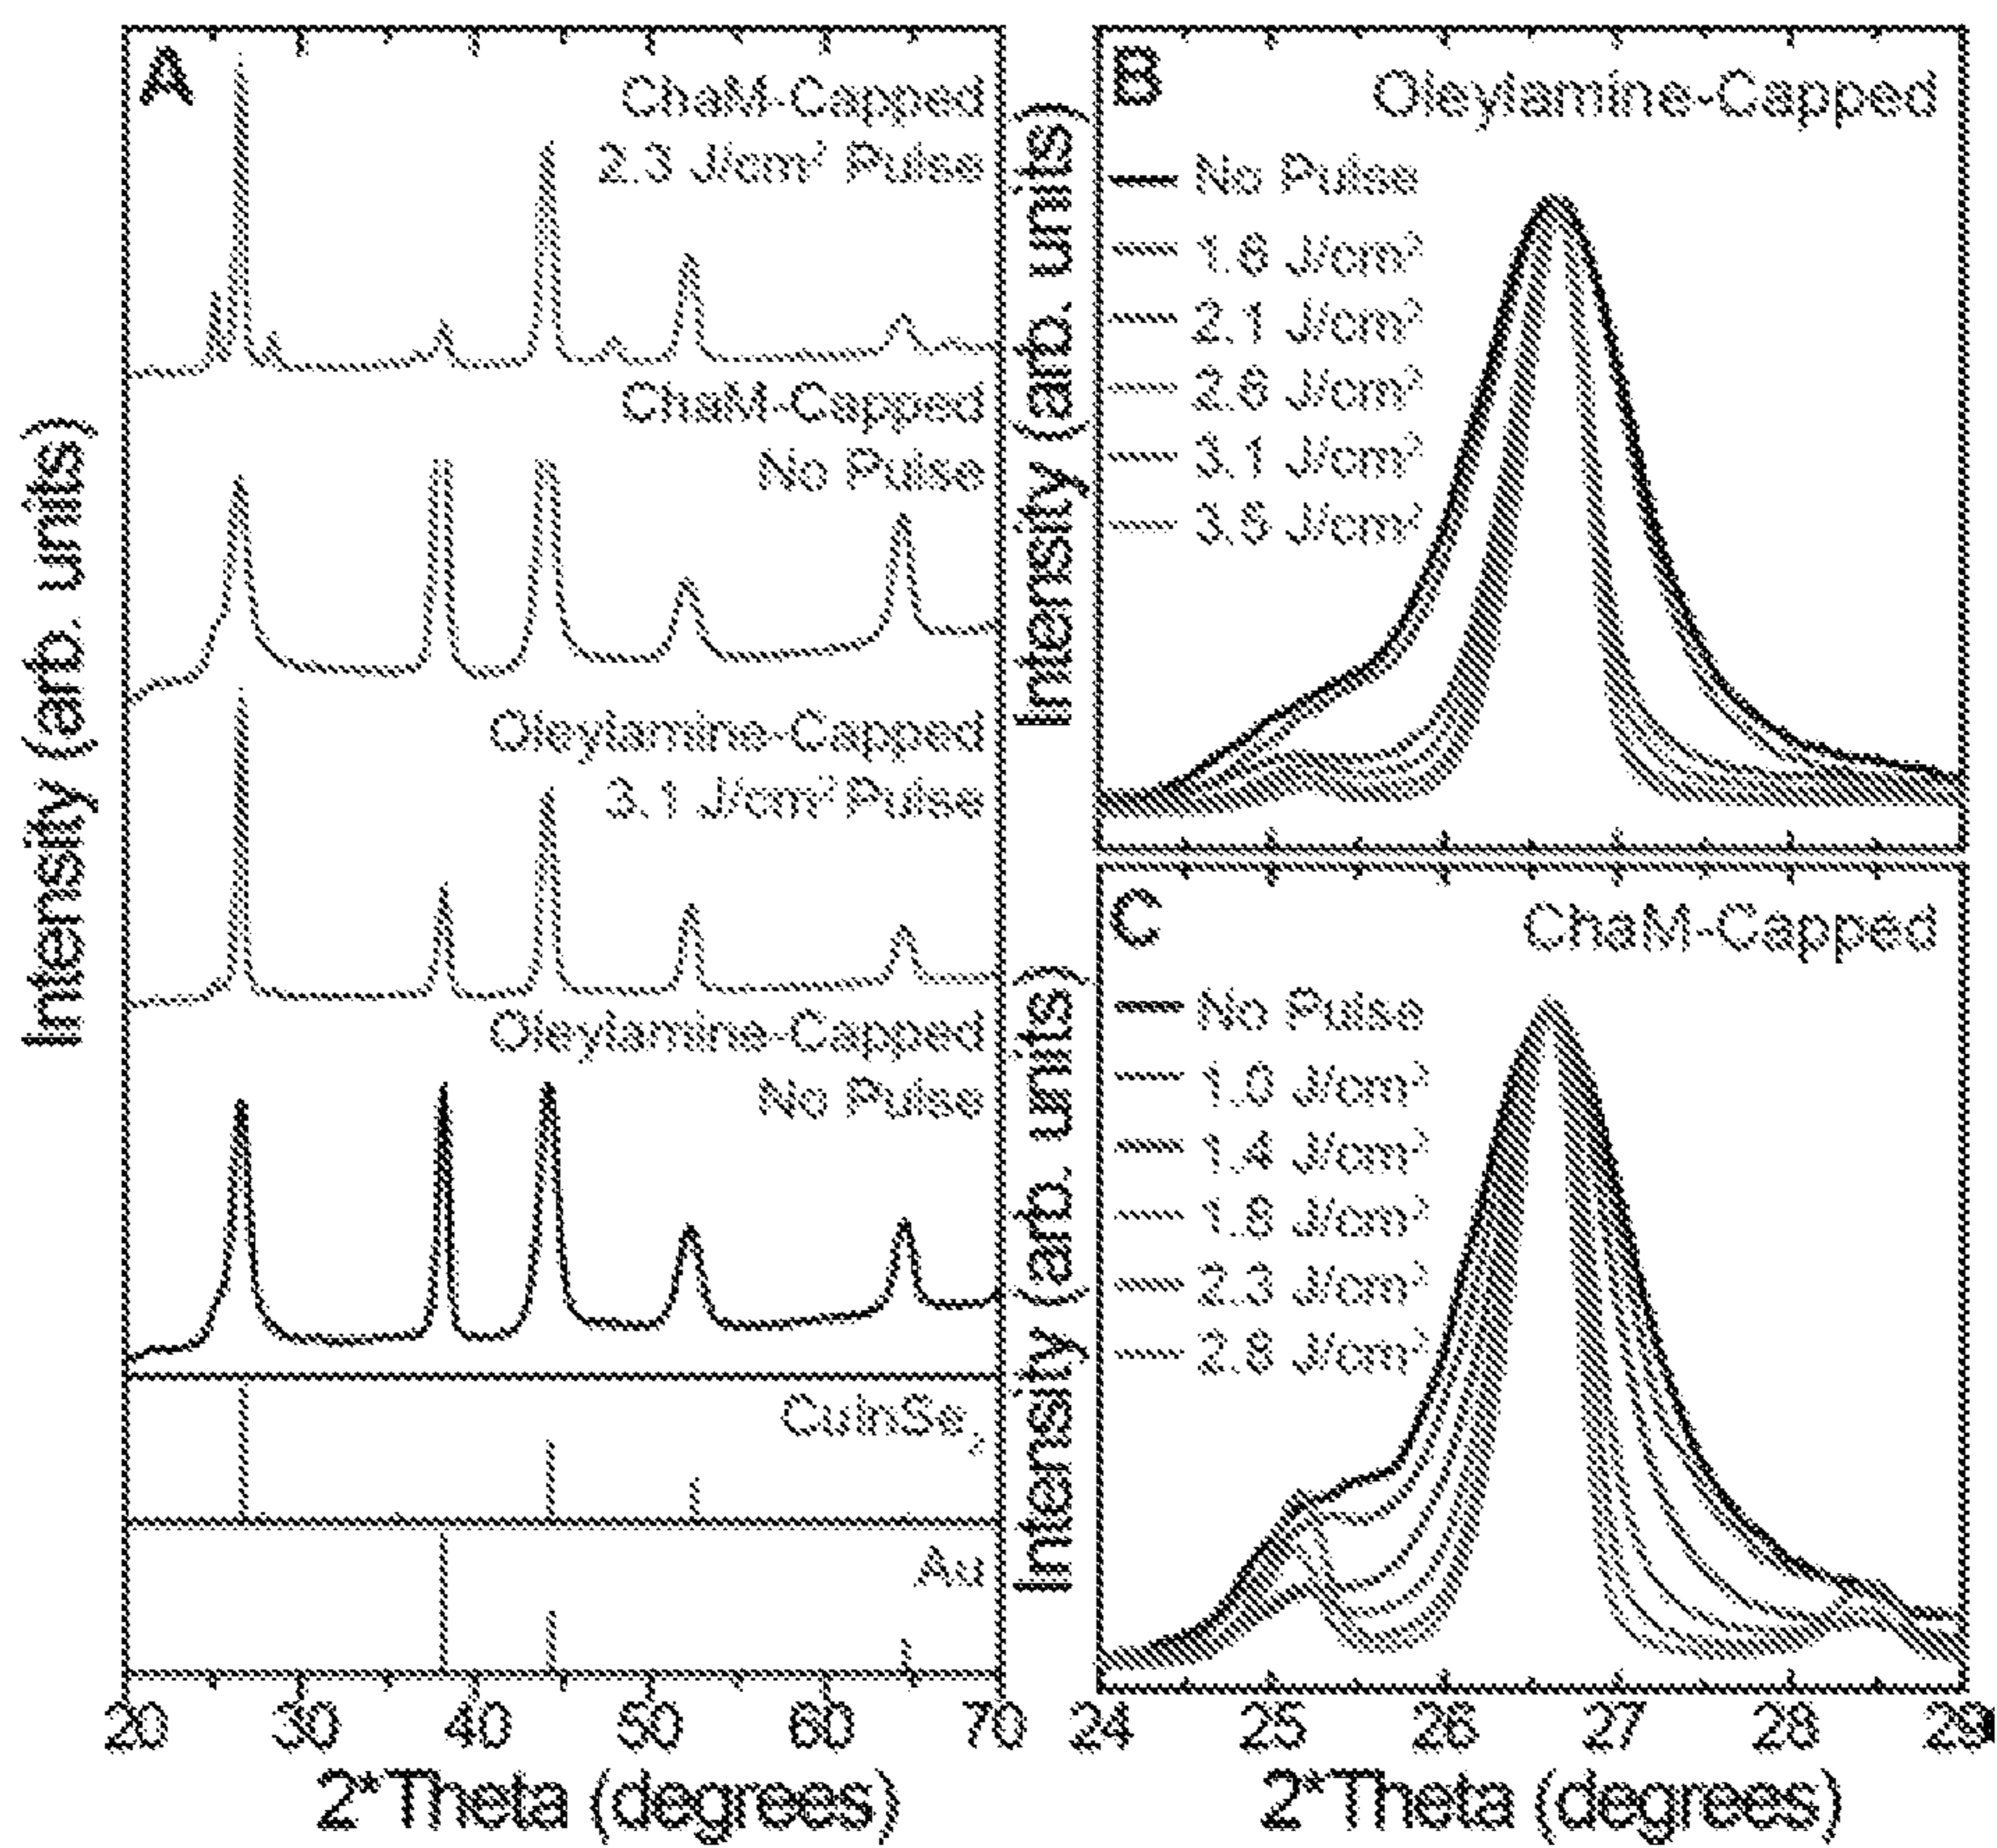 A
ChaM-Capped
2.3 J/cm² Pulse
ChaM-Capped
No Pulse
Oleylamine-Capped
3.1 J/cm² Pulse
Oleylamine-Capped
No Pulse
CuInSe₂
Au
Intensity (arb. units)
20 30 40 50 60 70
2*Theta (degrees)
B
Oleylamine-Capped
No Pulse
1.6 J/cm²
2.1 J/cm²
2.6 J/cm²
3.1 J/cm²
J/cm²
Intensity (arb. units)
C
ChaM-Capped
No Pulse
1.0 J/cm²
1.4 J/cm²
1.8 J/cm²
2.3 J/cm²
2.8 J/cm²
Intensity (arb. units)
24 25 26 27 28 29
2*Theta (degrees)